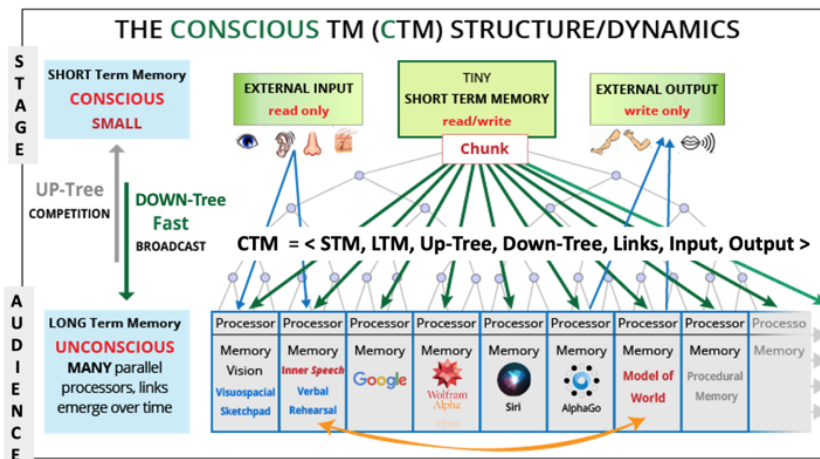 THE CONSCIOUS TM (CTM) STRUCTURE/DYNAMICS
STAGE
SHORT Term Memory
CONSCIOUS
SMALL
EXTERNAL INPUT
read only
TINY
SHORT TERM MEMORY
read/write
Chunk
EXTERNAL OUTPUT
write only
UP-Tree
COMPETITION
DOWN-Tree
Fast
BROADCAST
CTM = < STM, LTM, Up-Tree, Down-Tree, Links, Input, Output >
AUDIENCE
LONG Term Memory
UNCONSCIOUS
MANY parallel
processors, links
emerge over time
Processor
Memory
Vision
Visuospacial
Sketchpad
Processor
Memory
Inner Speech
Verbal
Rehearsal
Processor
Memory
Google
Processor
Memory
Wolfram
Alpha
Processor
Memory
Siri
Processor
Memory
AlphaGo
Processor
Memory
Model of
World
Processor
Memory
Procedural
Memory
Processo
Memory